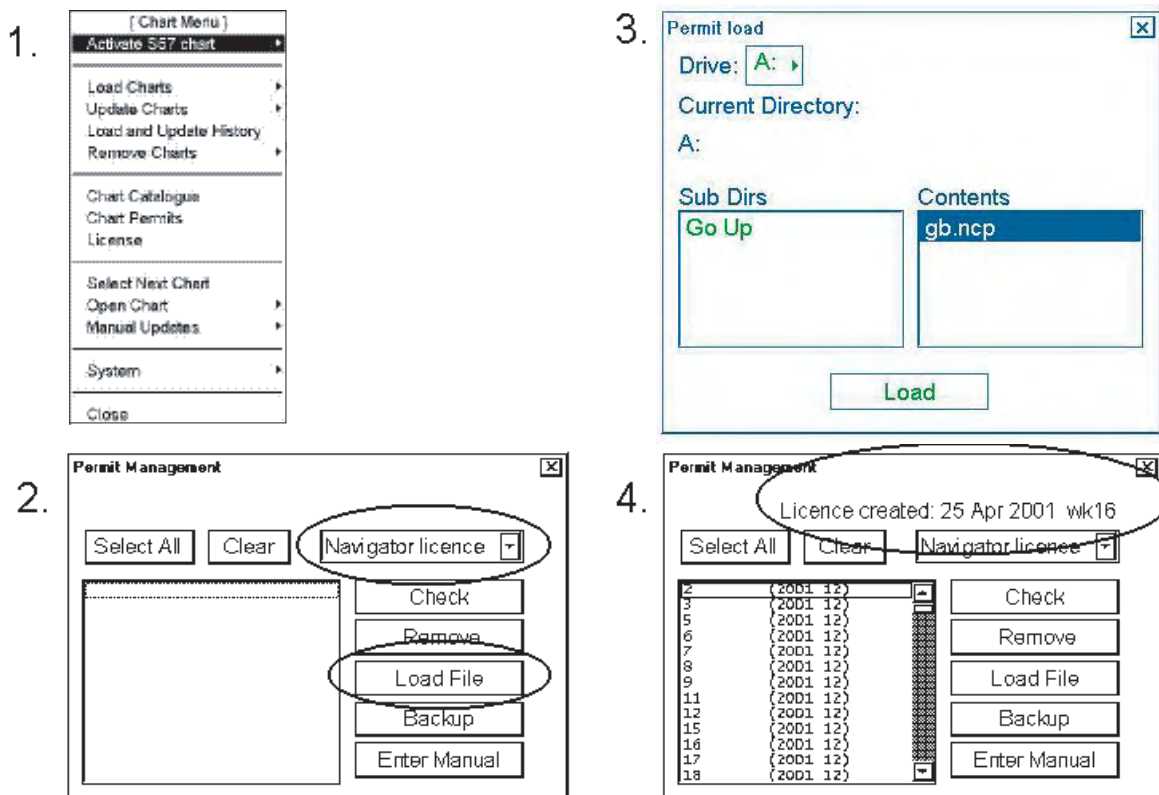 1.
[ Chart Menu ]
Activate S57 chart
Load Charts
Update Charts
Load and Update History
Remove Charts
Chart Catalogue
Chart Permits
License
Select Next Chart
Open Chart
Manual Updates
System
Close
2.
Permit Management
Select All Clear Navigator licence
Check
Remove
Load File
Backup
Enter Manual
3.
Permit load
Drive: A:
Current Directory:
A:
Sub Dirs Contents
Go Up gb.ncp
Load
4.
Permit Management
Licence created: 25 Apr 2001 wk16
Select All Clear Navigator licence
2 (2001 12)
3 (2001 12)
5 (2001 12)
6 (2001 12)
7 (2001 12)
8 (2001 12)
9 (2001 12)
11 (2001 12)
12 (2001 12)
15 (2001 12)
16 (2001 12)
17 (2001 12)
18 (2001 12)
Check
Remove
Load File
Backup
Enter Manual